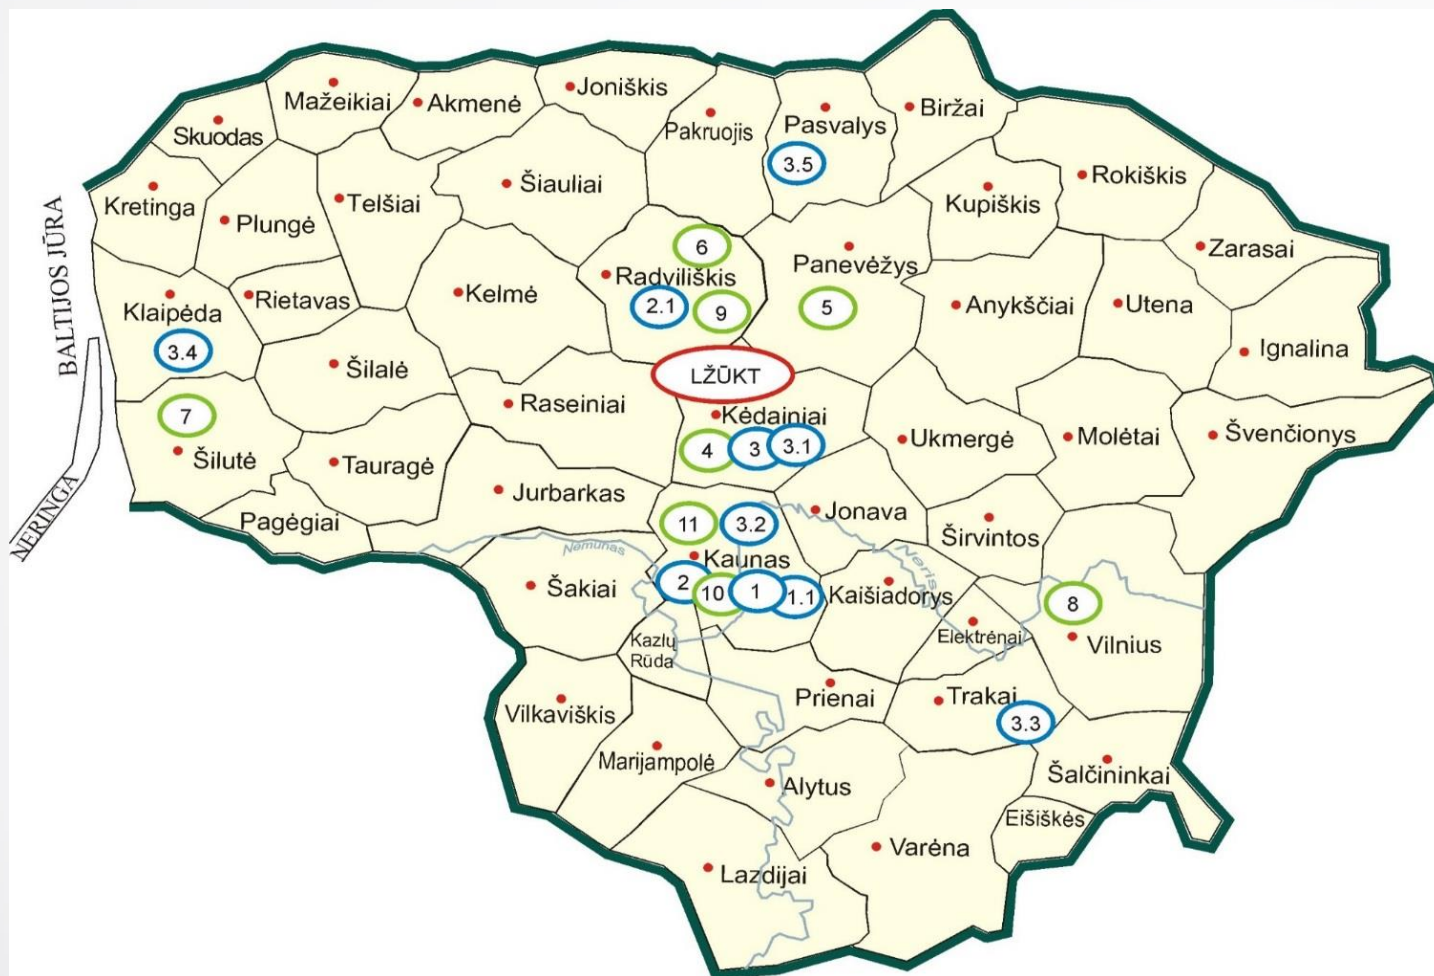 Joniškis
Mažeikiai
Akmenė
Pasvalys
Biržai
Skuodas
Pakruojis
3.5
Rokiškis
Šiauliai
Telšiai
Kupiškis
Kretinga
Plungė
BALTIJOS JŪRA
6
Zarasai
Panevėžys
Radviliškis
Kelmė
Rietavas
Klaipėda
2.1
9
5
Anykščiai
Utena
3.4
Ignalina
LŽŪKT
Šilalė
Raseiniai
7
Kėdainiai
Ukmergė
Molėtai
Švenčionys
4
3
3.1
Šilutė
Tauragė
Jurbarkas
NERINGA
Pagėgiai
11
3.2
Jonava
Širvintos
Nemunas
Kaunas
Neris
Šakiai
2
10
1
1.1
Kaišiadorys
8
Elektrėnai
Vilnius
Kazlų
Rūda
Prienai
Trakai
3.3
Vilkaviškis
Marijampolė
Alytus
Šalčininkai
Eišiškės
Varėna
Lazdijai